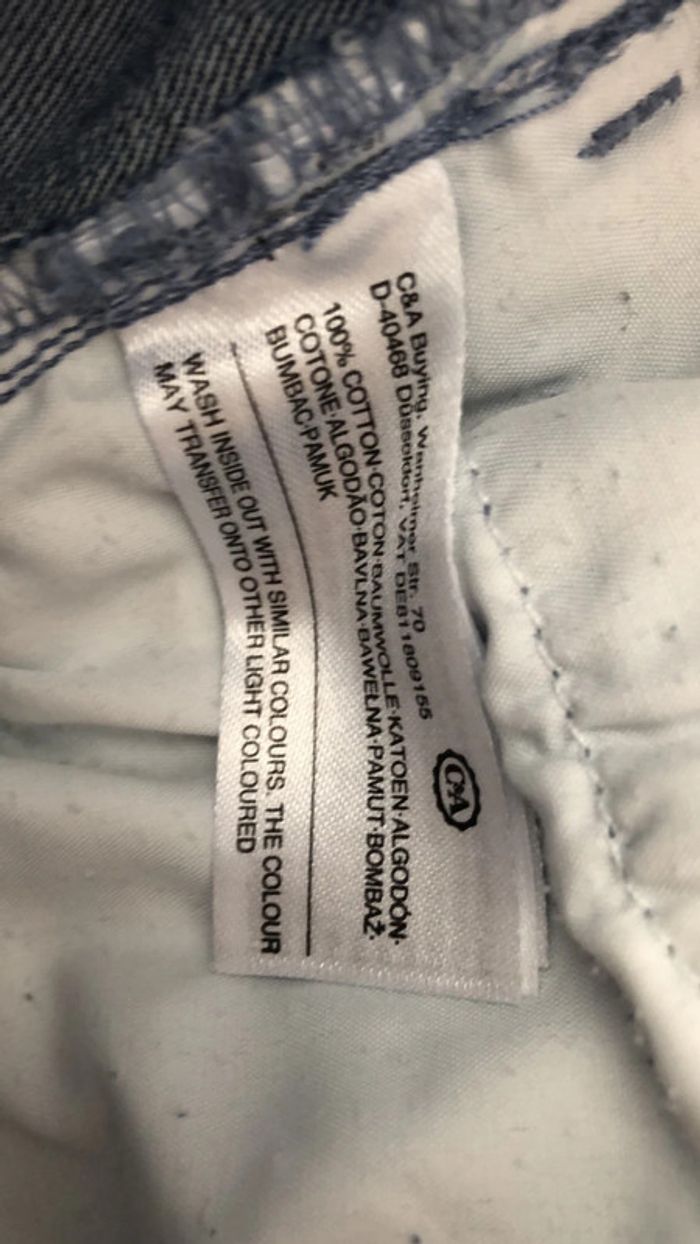 C&A
C&A Buying, Wanheimer Str. 70
D-40468 Düsseldorf, VAT DE811809155
100% COTTON·COTON·BAUMWOLLE·KATOEN·ALGODÓN·
COTONE·ALGODÃO·BAVLNA·BAWEŁNA·PAMUT·BOMBAŽ·
BUMBAC·PAMUK
WASH INSIDE OUT WITH SIMILAR COLOURS. THE COLOUR
MAY TRANSFER ONTO OTHER LIGHT COLOURED